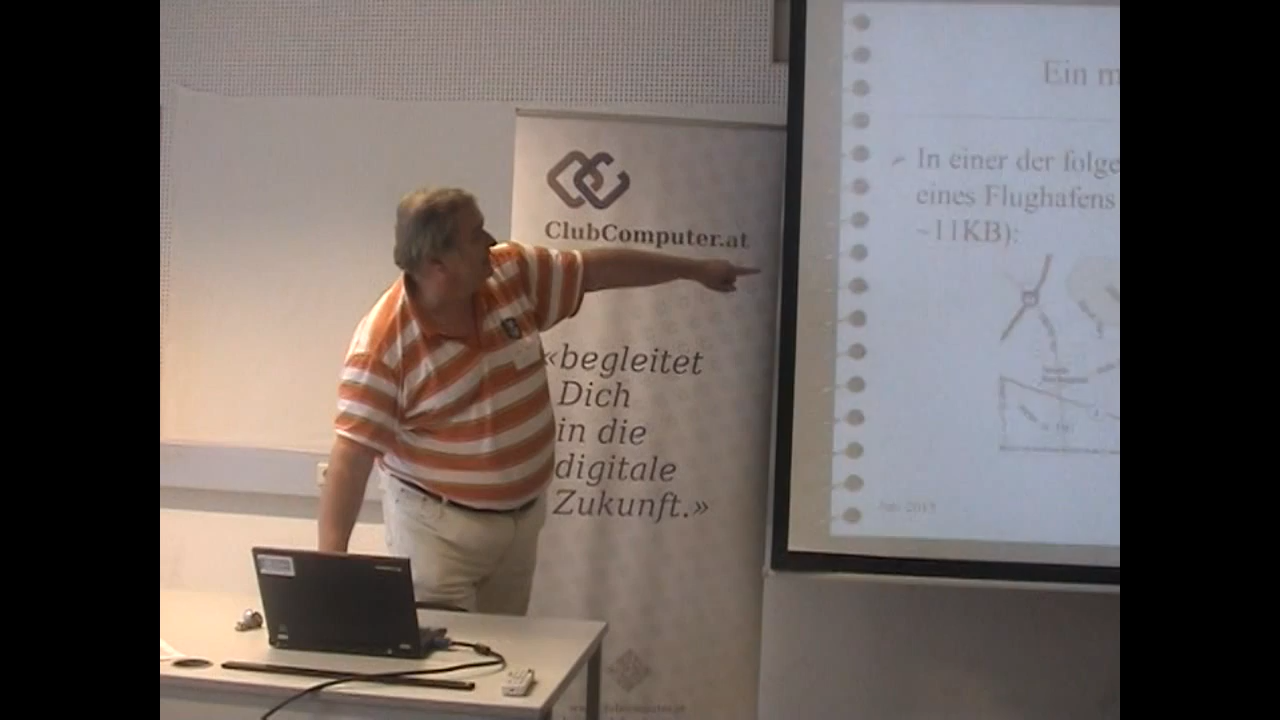 ClubComputer.at
«begleitet
Dich
in die
digitale
Zukunft.»
Ein m
➢ In einer der folge
eines Flughafens
~11KB):